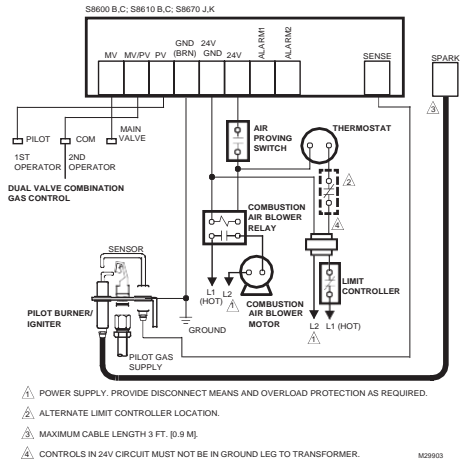 S8600 B,C; S8610 B,C; S8670 J,K
MV MV/PV PV GND (BRN) 24V GND 24V ALARM1 ALARM2 SENSE SPARK
3
PILOT COM MAIN VALVE
1ST OPERATOR 2ND OPERATOR
DUAL VALVE COMBINATION
GAS CONTROL
AIR
PROVING
SWITCH
THERMOSTAT
2
4
COMBUSTION
AIR BLOWER
RELAY
SENSOR
LIMIT
CONTROLLER
L1
(HOT)
L2
1
COMBUSTION
AIR BLOWER
MOTOR
L2 L1 (HOT)
1
PILOT BURNER/
IGNITER
GROUND
PILOT GAS
SUPPLY
1 POWER SUPPLY. PROVIDE DISCONNECT MEANS AND OVERLOAD PROTECTION AS REQUIRED.
2 ALTERNATE LIMIT CONTROLLER LOCATION.
3 MAXIMUM CABLE LENGTH 3 FT. [0.9 M].
4 CONTROLS IN 24V CIRCUIT MUST NOT BE IN GROUND LEG TO TRANSFORMER.
M29903